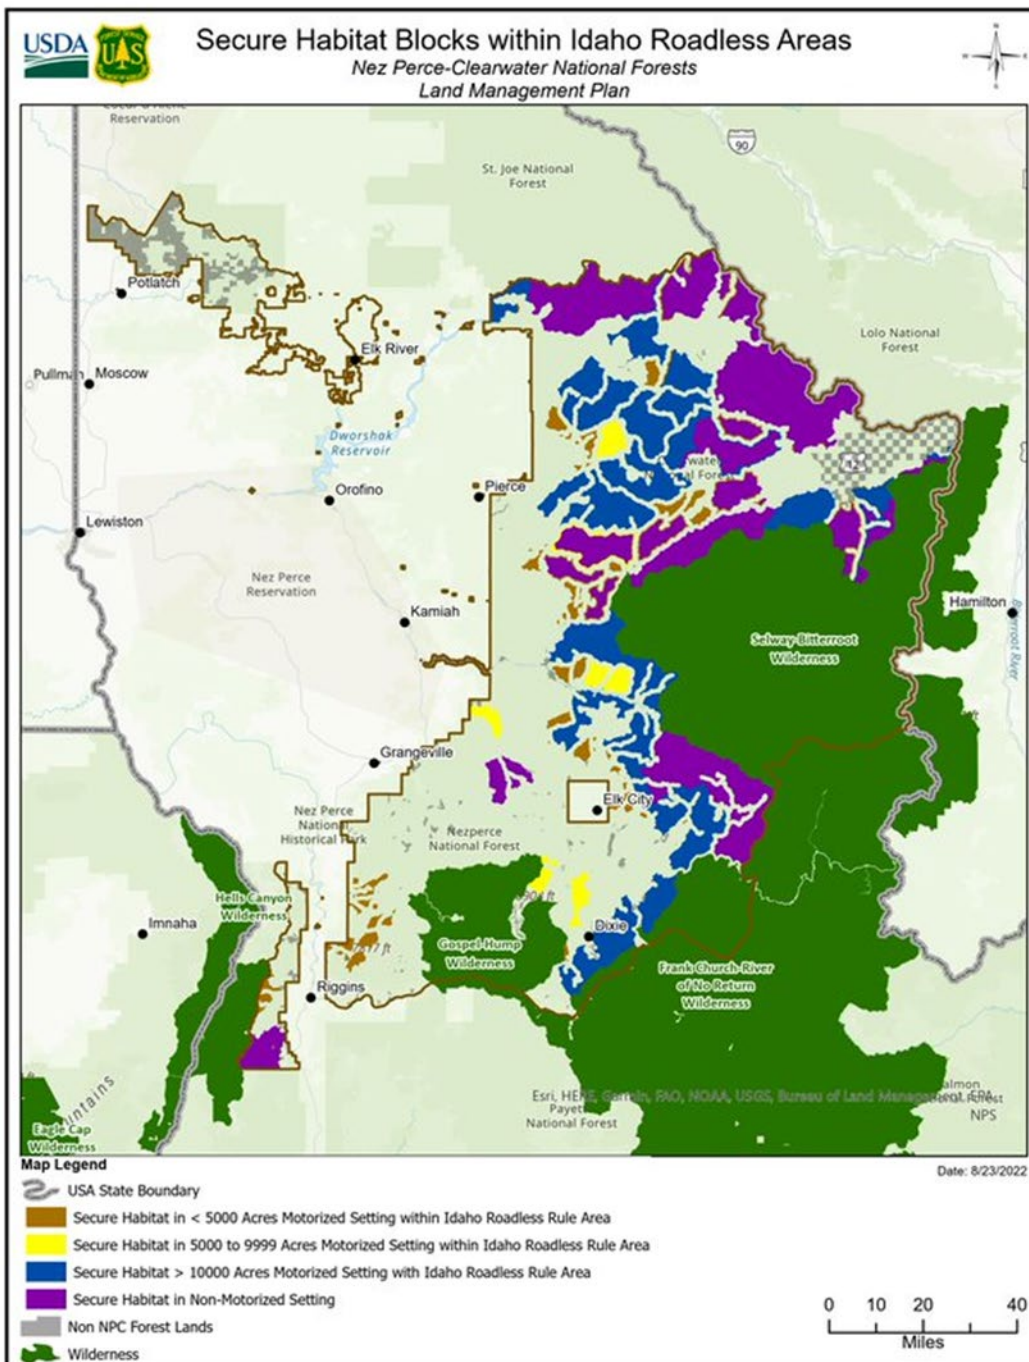 USDA
UAS
Secure Habitat Blocks within Idaho Roadless Areas
Nez Perce-Clearwater National Forests
Land Management Plan
N
W
E
S
Reservation
90
St. Joe National
Forest
Potlatch
Lolo National
Forest
Elk River
Pullman
Moscow
Dworshak
Reservoir
12
Orofino
Pierce
Lewiston
Nez Perce
Reservation
Kamiah
Hamilton
Selway-Bitterroot
Wilderness
Grangeville
Elk City
Nez Perce
National
Historical Park
Nezperce
National Forest
Hells Canyon
Wilderness
Imnaha
Dixie
Gospel-Hump
Wilderness
Frank Church-River
of No Return
Wilderness
Riggins
Esri, HERE, Garmin, FAO, NOAA, USGS, Bureau of Land Management, EPA,
NPS
Payet
National Forest
Eagle Cap
Wilderness
Map Legend
Date: 8/23/2022
USA State Boundary
Secure Habitat in < 5000 Acres Motorized Setting within Idaho Roadless Rule Area
Secure Habitat in 5000 to 9999 Acres Motorized Setting within Idaho Roadless Rule Area
Secure Habitat > 10000 Acres Motorized Setting with Idaho Roadless Rule Area
Secure Habitat in Non-Motorized Setting
Non NPC Forest Lands
Wilderness
0 10 20 40
Miles